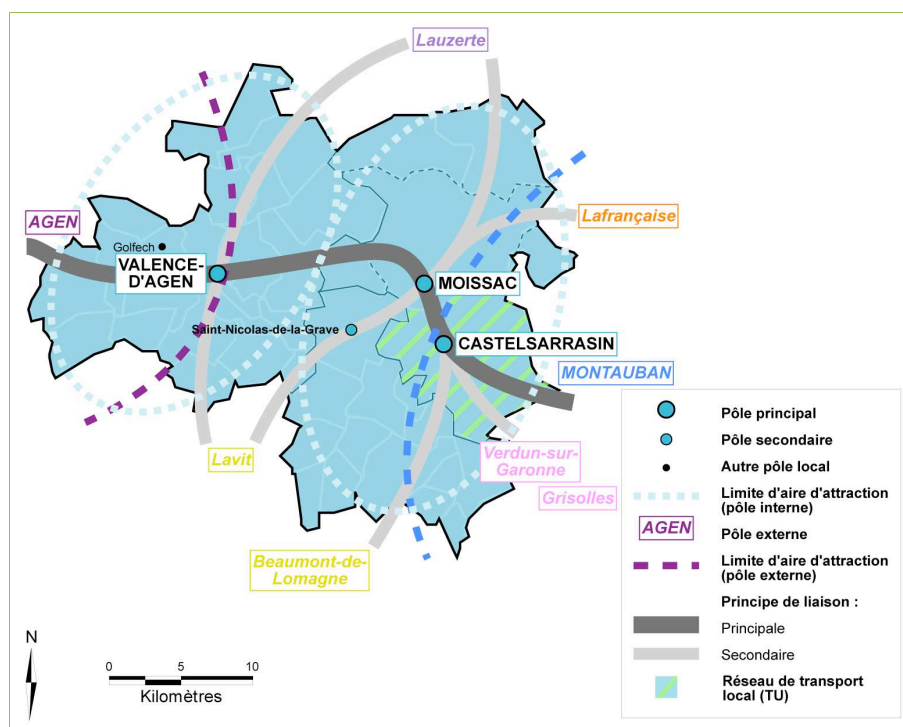 Lauzerte
AGEN
Lafrançaise
Golfech
VALENCE-
D'AGEN
MOISSAC
Saint-Nicolas-de-la-Grave
CASTELSARRASIN
MONTAUBAN
Lavit
Verdun-sur-
Garonne
Grisolles
Beaumont-de-
Lomagne
Pôle principal
Pôle secondaire
Autre pôle local
Limite d'aire d'attraction
(pôle interne)
AGEN
Pôle externe
Limite d'aire d'attraction
(pôle externe)
Principe de liaison :
Principale
Secondaire
Réseau de transport
local (TU)
N
0 5 10
Kilomètres